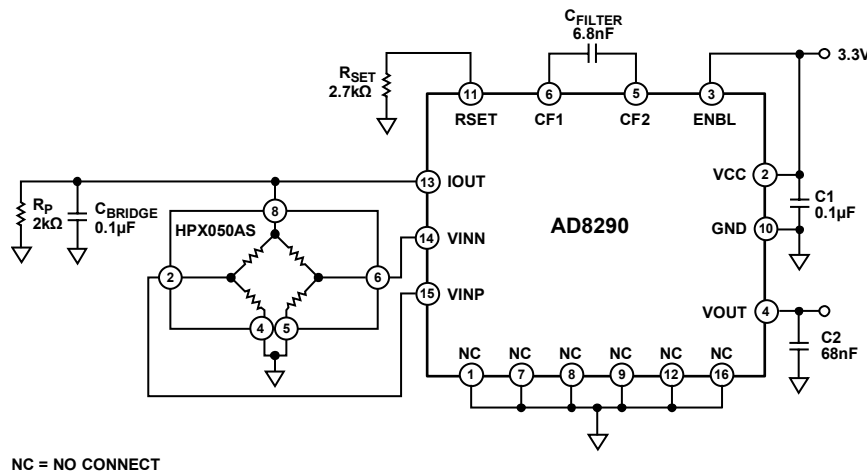 CFILTER
6.8nF
RSET
2.7kΩ
3.3V
11
6
5
3
RSET
CF1
CF2
ENBL
13
IOUT
VCC
2
RP
2kΩ
CBRIDGE
0.1µF
C1
0.1µF
8
HPX050AS
14
VINN
AD8290
GND
10
2
6
15
VINP
VOUT
4
4
5
C2
68nF
NC
NC
NC
NC
NC
NC
1
7
8
9
12
16
NC = NO CONNECT